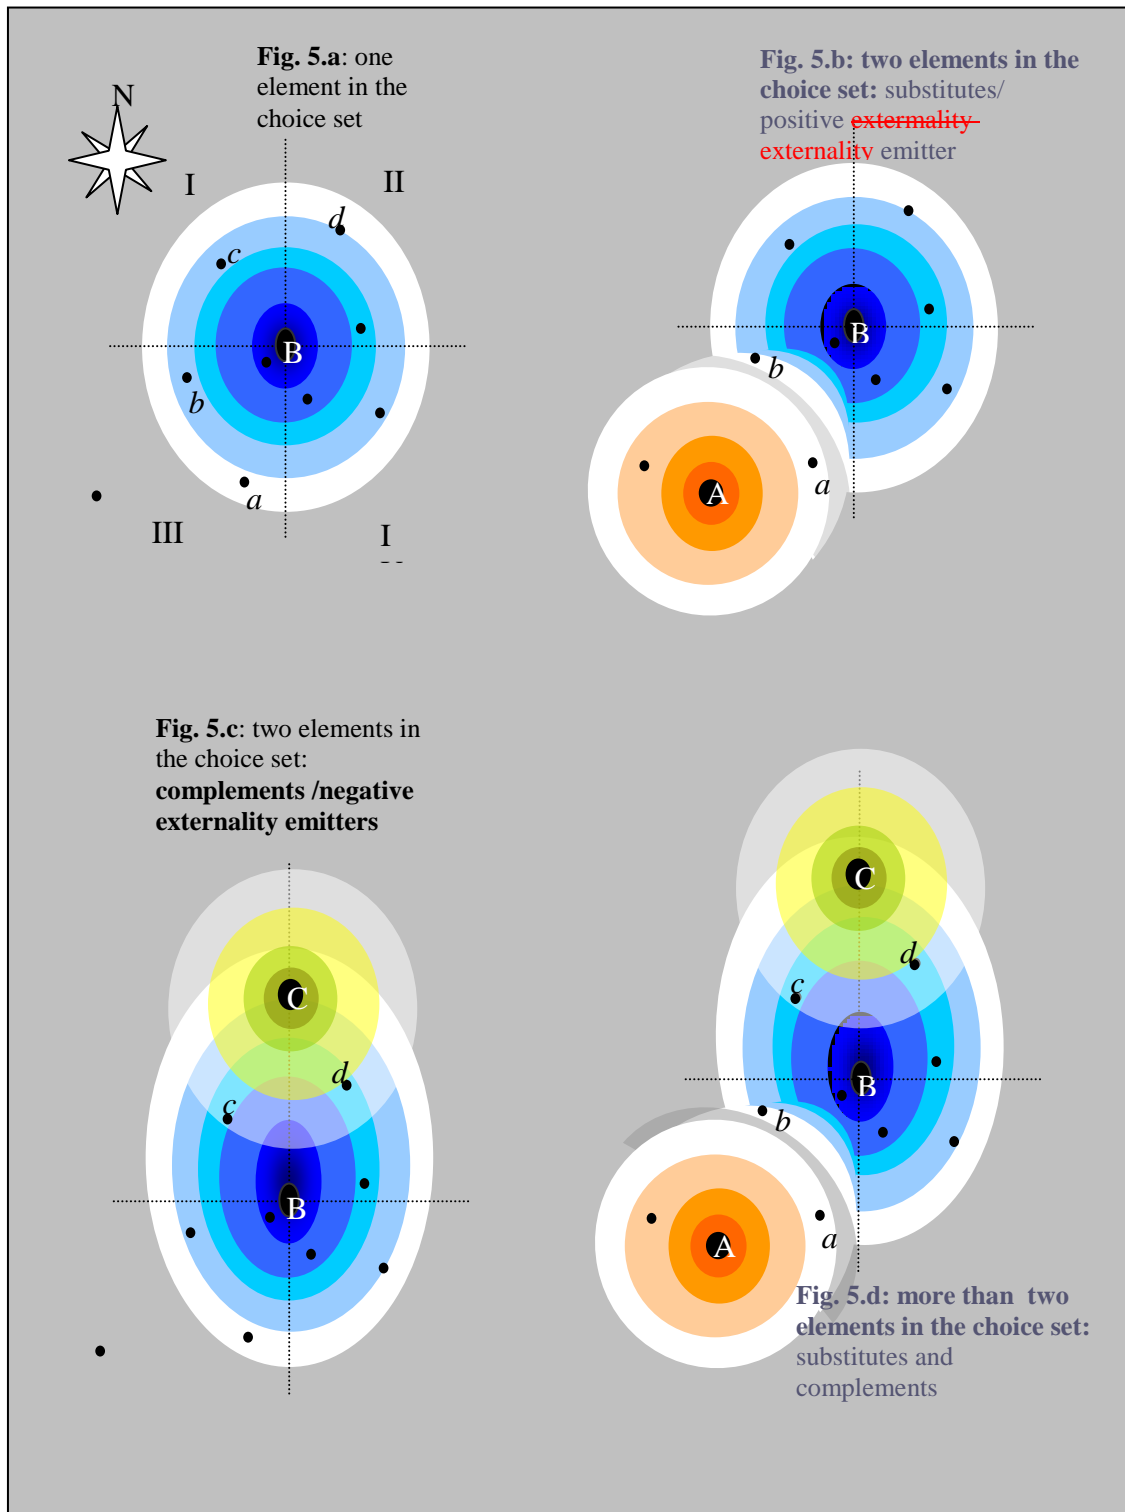 Fig. 5.a: one
element in the
choice set
N
I
II
d
c
B
b
a
III
I
Fig. 5.b: two elements in the
choice set: substitutes/
positive extermality
externality emitter
B
b
A
a
Fig. 5.c: two elements in
the choice set:
complements /negative
externality emitters
C
d
c
B
C
d
c
B
b
A
a
Fig. 5.d: more than two
elements in the choice set:
substitutes and
complements